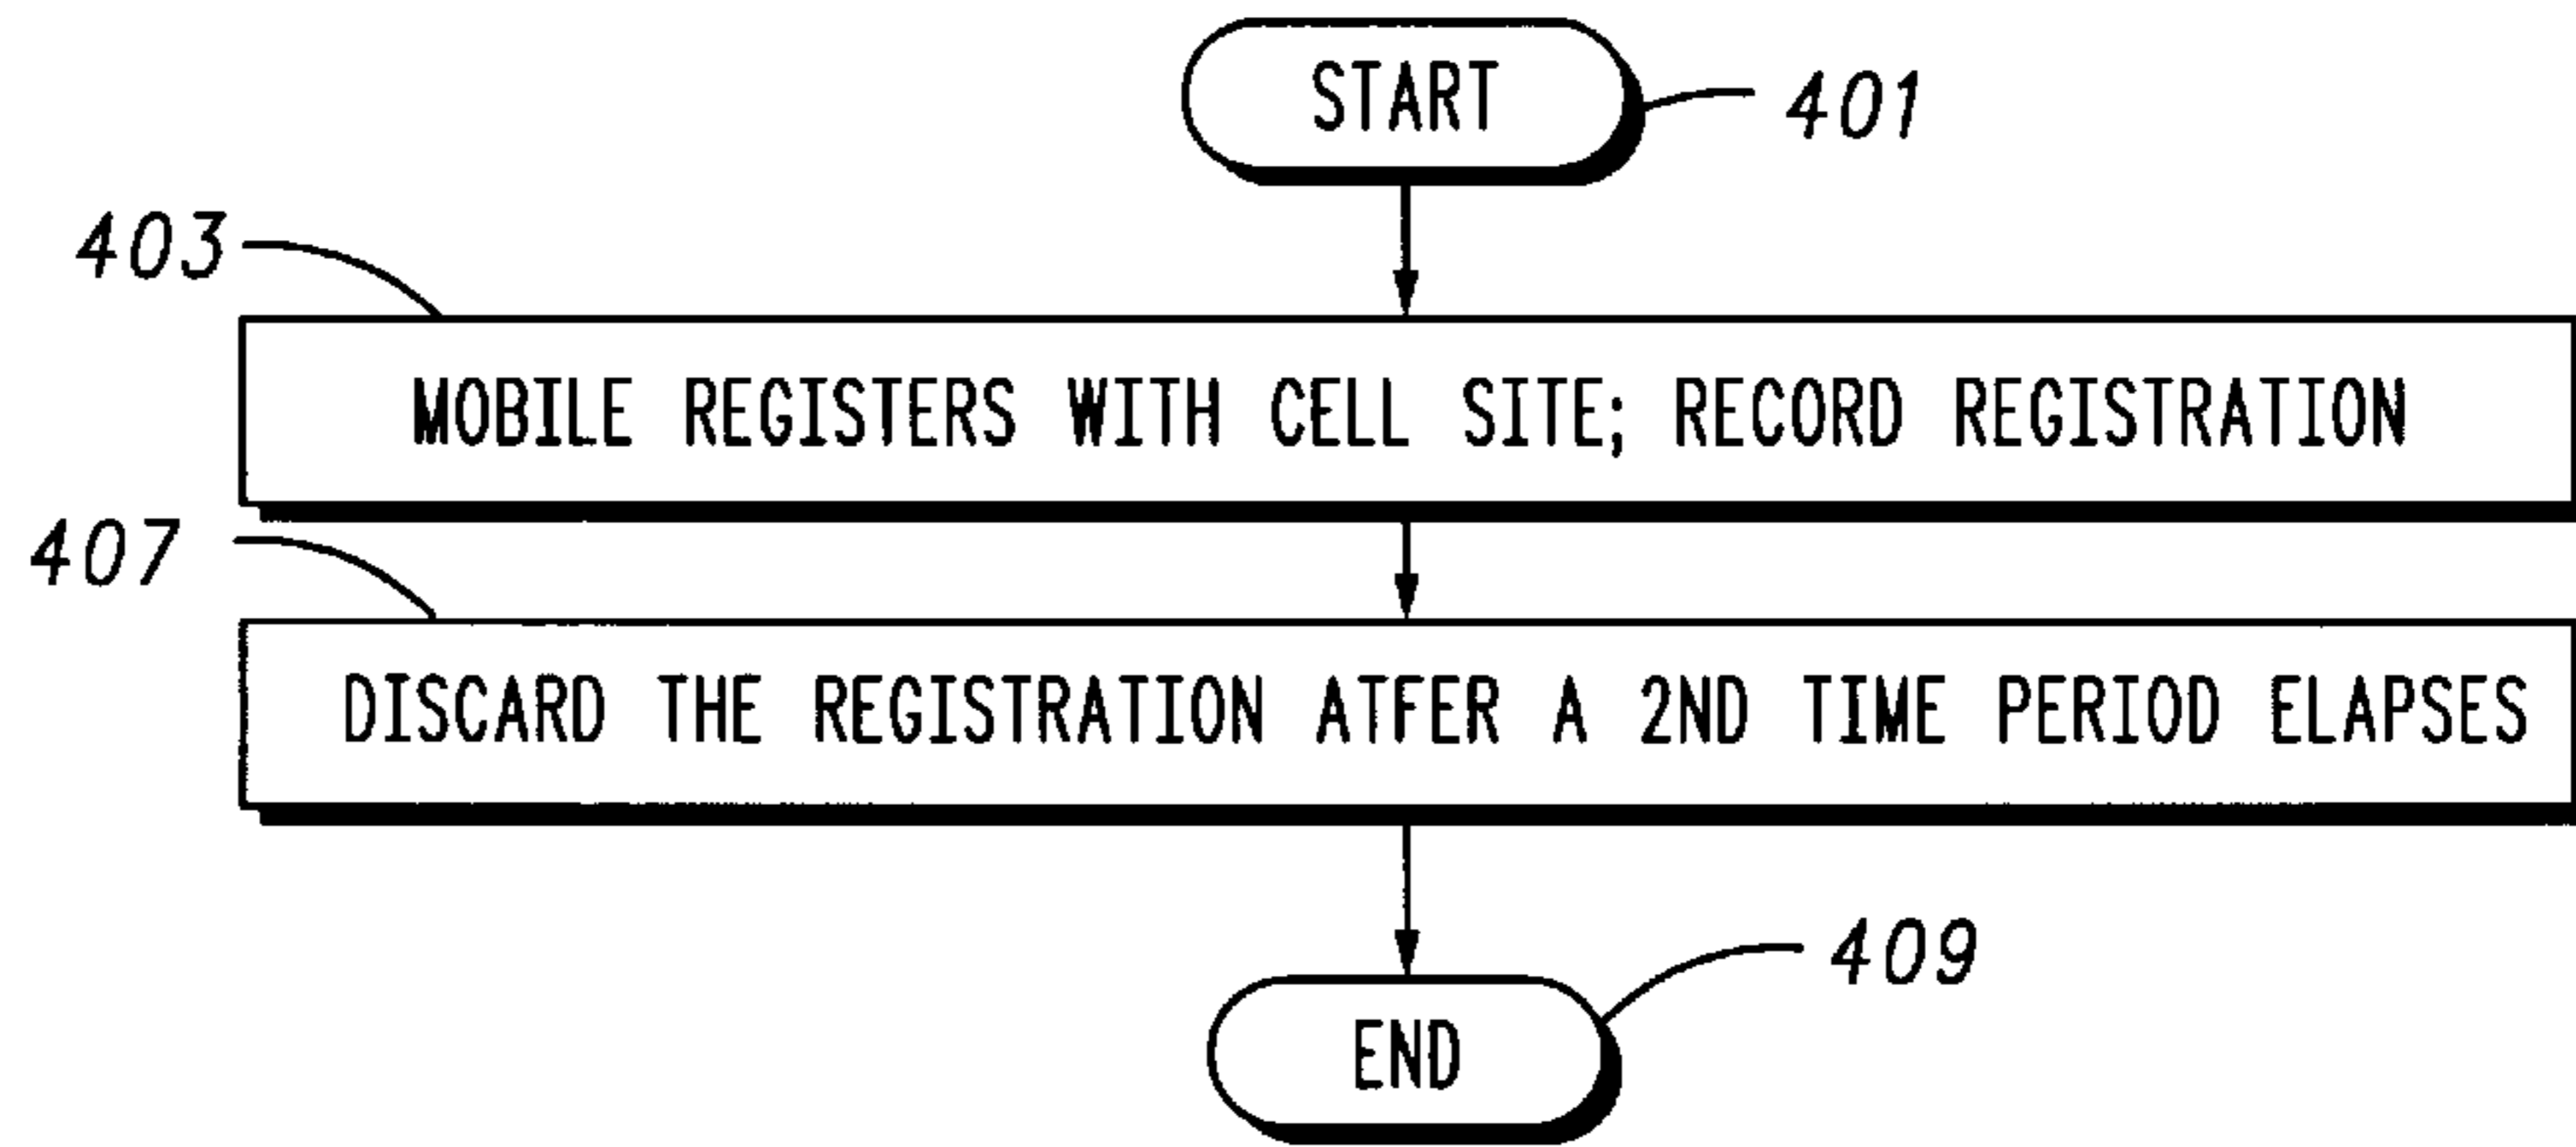 START
401
403
MOBILE REGISTERS WITH CELL SITE; RECORD REGISTRATION
407
DISCARD THE REGISTRATION ATFER A 2ND TIME PERIOD ELAPSES
409
END